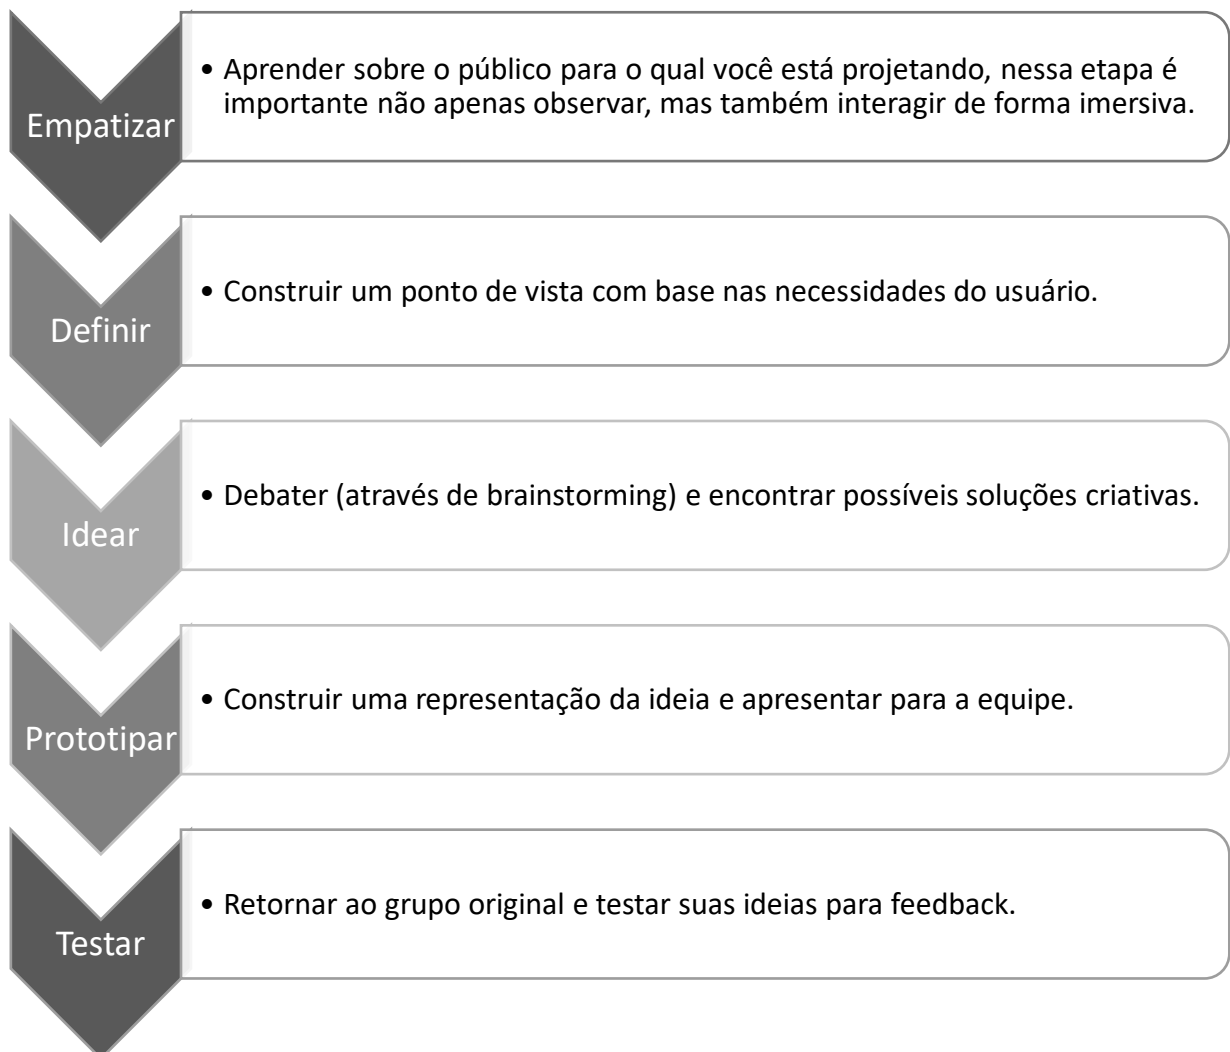 Empatizar
• Aprender sobre o público para o qual você está projetando, nessa etapa é
importante não apenas observar, mas também interagir de forma imersiva.
Definir
• Construir um ponto de vista com base nas necessidades do usuário.
Idear
• Debater (através de brainstorming) e encontrar possíveis soluções criativas.
Prototipar
• Construir uma representação da ideia e apresentar para a equipe.
Testar
• Retornar ao grupo original e testar suas ideias para feedback.